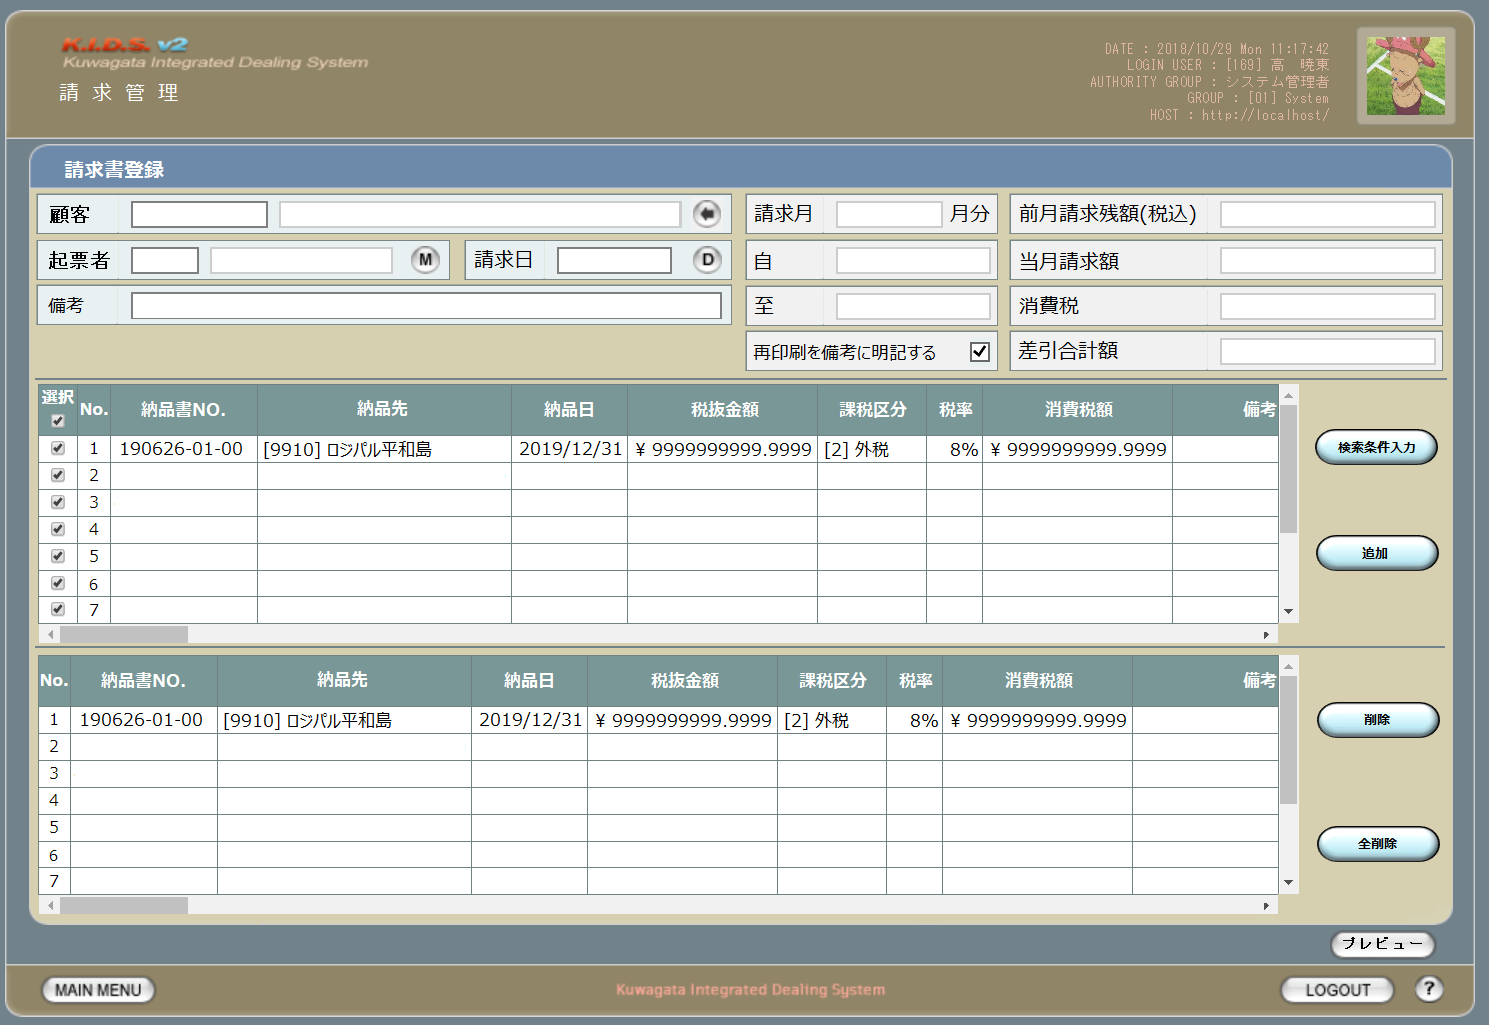 K.I.D.S. v2
Kuwagata Integrated Dealing System
請 求 管 理
DATE : 2018/10/29 Mon 11:17:42
LOGIN USER : [169] 高　暁東
AUTHORITY GROUP : システム管理者
GROUP : [01] System
HOST : http://localhost/
請求書登録
顧客
請求月 月分 前月請求残額(税込)
起票者 M 請求日 D 自 当月請求額
備考 至 消費税
再印刷を備考に明記する 差引合計額
選択 No. 納品書NO. 納品先 納品日 税抜金額 課税区分 税率 消費税額 備考
1 190626-01-00 [9910] ロジパル平和島 2019/12/31 ¥ 9999999999.9999 [2] 外税 8% ¥ 9999999999.9999
2
3
4
5
6
7
検索条件入力
追加
No. 納品書NO. 納品先 納品日 税抜金額 課税区分 税率 消費税額 備考
1 190626-01-00 [9910] ロジパル平和島 2019/12/31 ¥ 9999999999.9999 [2] 外税 8% ¥ 9999999999.9999
2
3
4
5
6
7
削除
全削除
プレビュー
MAIN MENU Kuwagata Integrated Dealing System LOGOUT ?